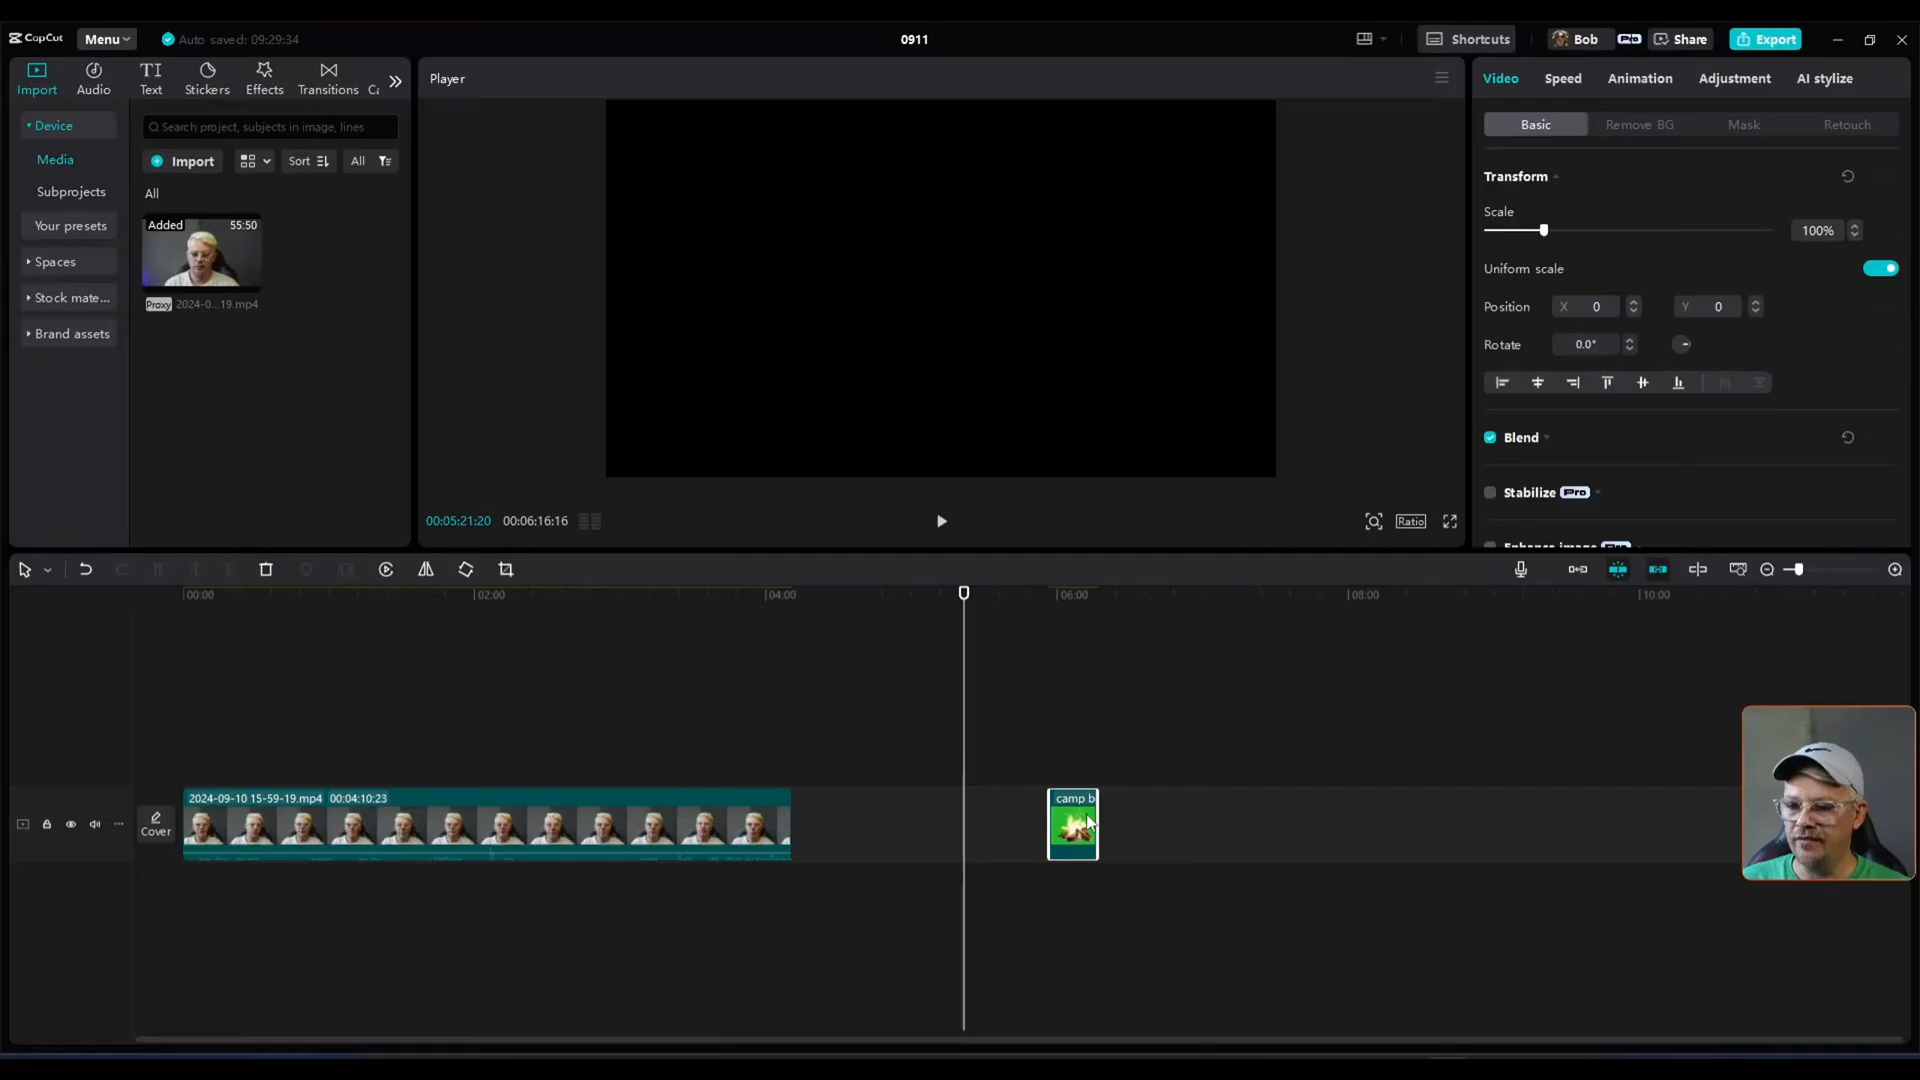 CapCut
Menu
Auto saved: 09:29:34
0911
Shortcuts
Bob
Pro
Share
Export
Import
Audio
Text
Stickers
Effects
Transitions
Ca
Player
Video
Speed
Animation
Adjustment
AI stylize
Device
Media
Subprojects
Your presets
Spaces
Stock mate...
Brand assets
Search project, subjects in image, lines
Import
Sort
All
All
Added
55:50
Proxy
2024-0...19.mp4
Basic
Remove BG
Mask
Retouch
Transform
Scale
100%
Uniform scale
Position
X
0
Y
0
Rotate
0.0°
Blend
Stabilize
Pro
Enhance image
Pro
00:05:21:20
00:06:16:16
Ratio
00:00
02:00
04:00
06:00
08:00
10:00
Cover
2024-09-10 15-59-19.mp4
00:04:10:23
camp b